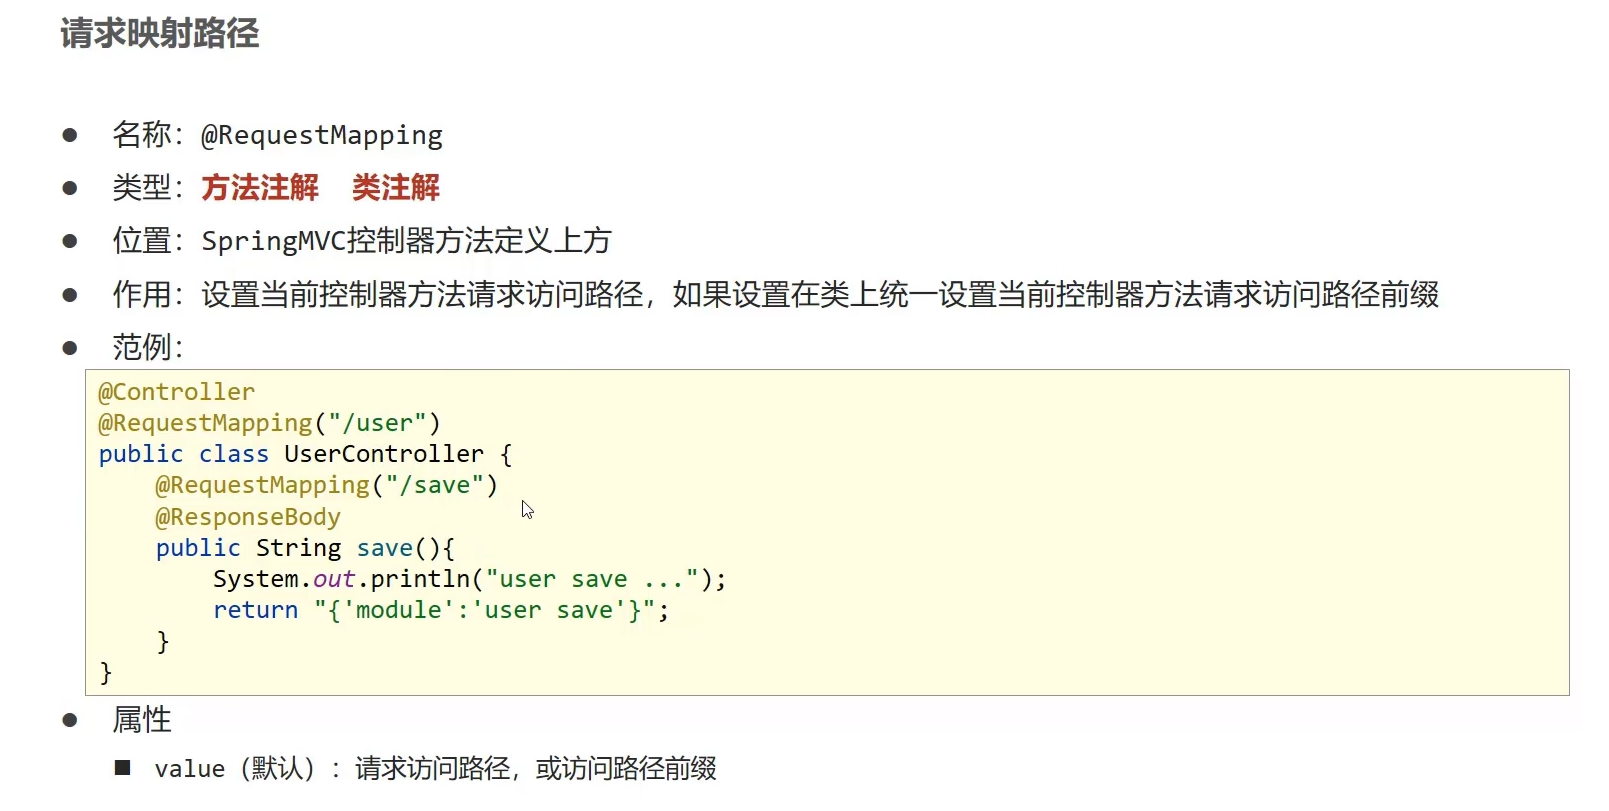 请求映射路径
● 名称：@RequestMapping
● 类型：方法注解 类注解
● 位置：SpringMVC控制器方法定义上方
● 作用：设置当前控制器方法请求访问路径，如果设置在类上统一设置当前控制器方法请求访问路径前缀
● 范例：
@Controller
@RequestMapping("/user")
public class UserController {
    @RequestMapping("/save")
    @ResponseBody
    public String save(){
        System.out.println("user save ...");
        return "{'module':'user save'}";
    }
}
● 属性
■ value（默认）：请求访问路径，或访问路径前缀